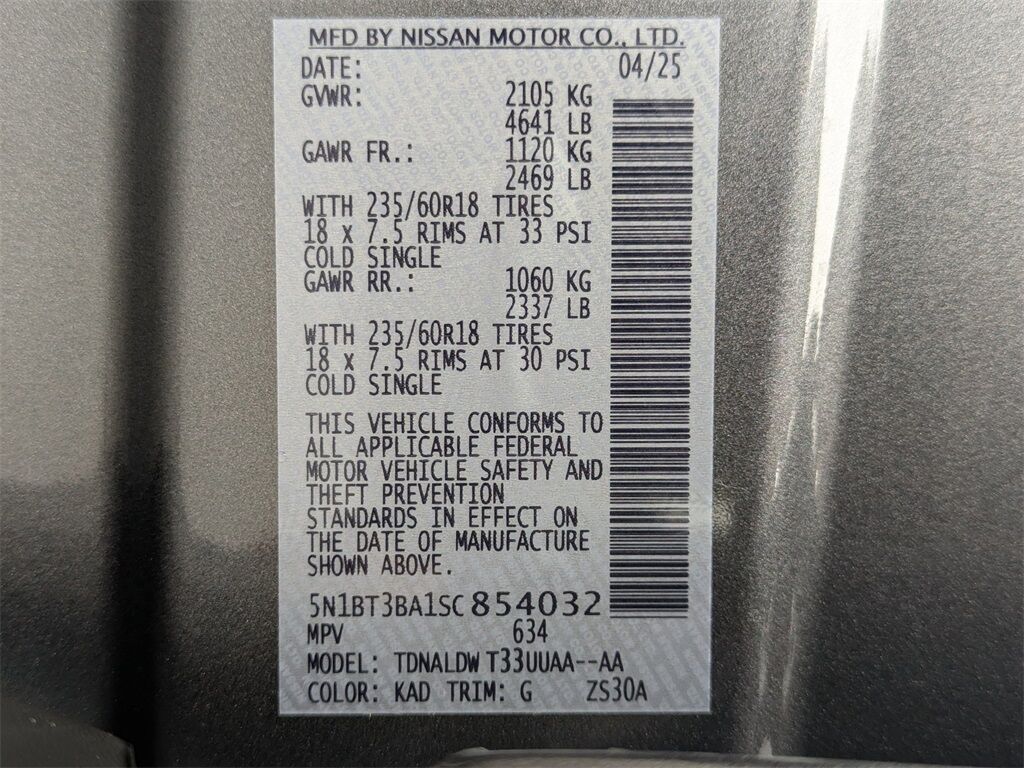 MFD BY NISSAN MOTOR CO., LTD.
DATE: 04/25
GVWR: 2105 KG
4641 LB
GAWR FR.: 1120 KG
2469 LB
WITH 235/60R18 TIRES
18 x 7.5 RIMS AT 33 PSI
COLD SINGLE
GAWR RR.: 1060 KG
2337 LB
WITH 235/60R18 TIRES
18 x 7.5 RIMS AT 30 PSI
COLD SINGLE
THIS VEHICLE CONFORMS TO
ALL APPLICABLE FEDERAL
MOTOR VEHICLE SAFETY AND
THEFT PREVENTION
STANDARDS IN EFFECT ON
THE DATE OF MANUFACTURE
SHOWN ABOVE.
5N1BT3BA1SC854032
MPV 634
MODEL: TDNALDW T33UUAA--AA
COLOR: KAD TRIM: G ZS30A